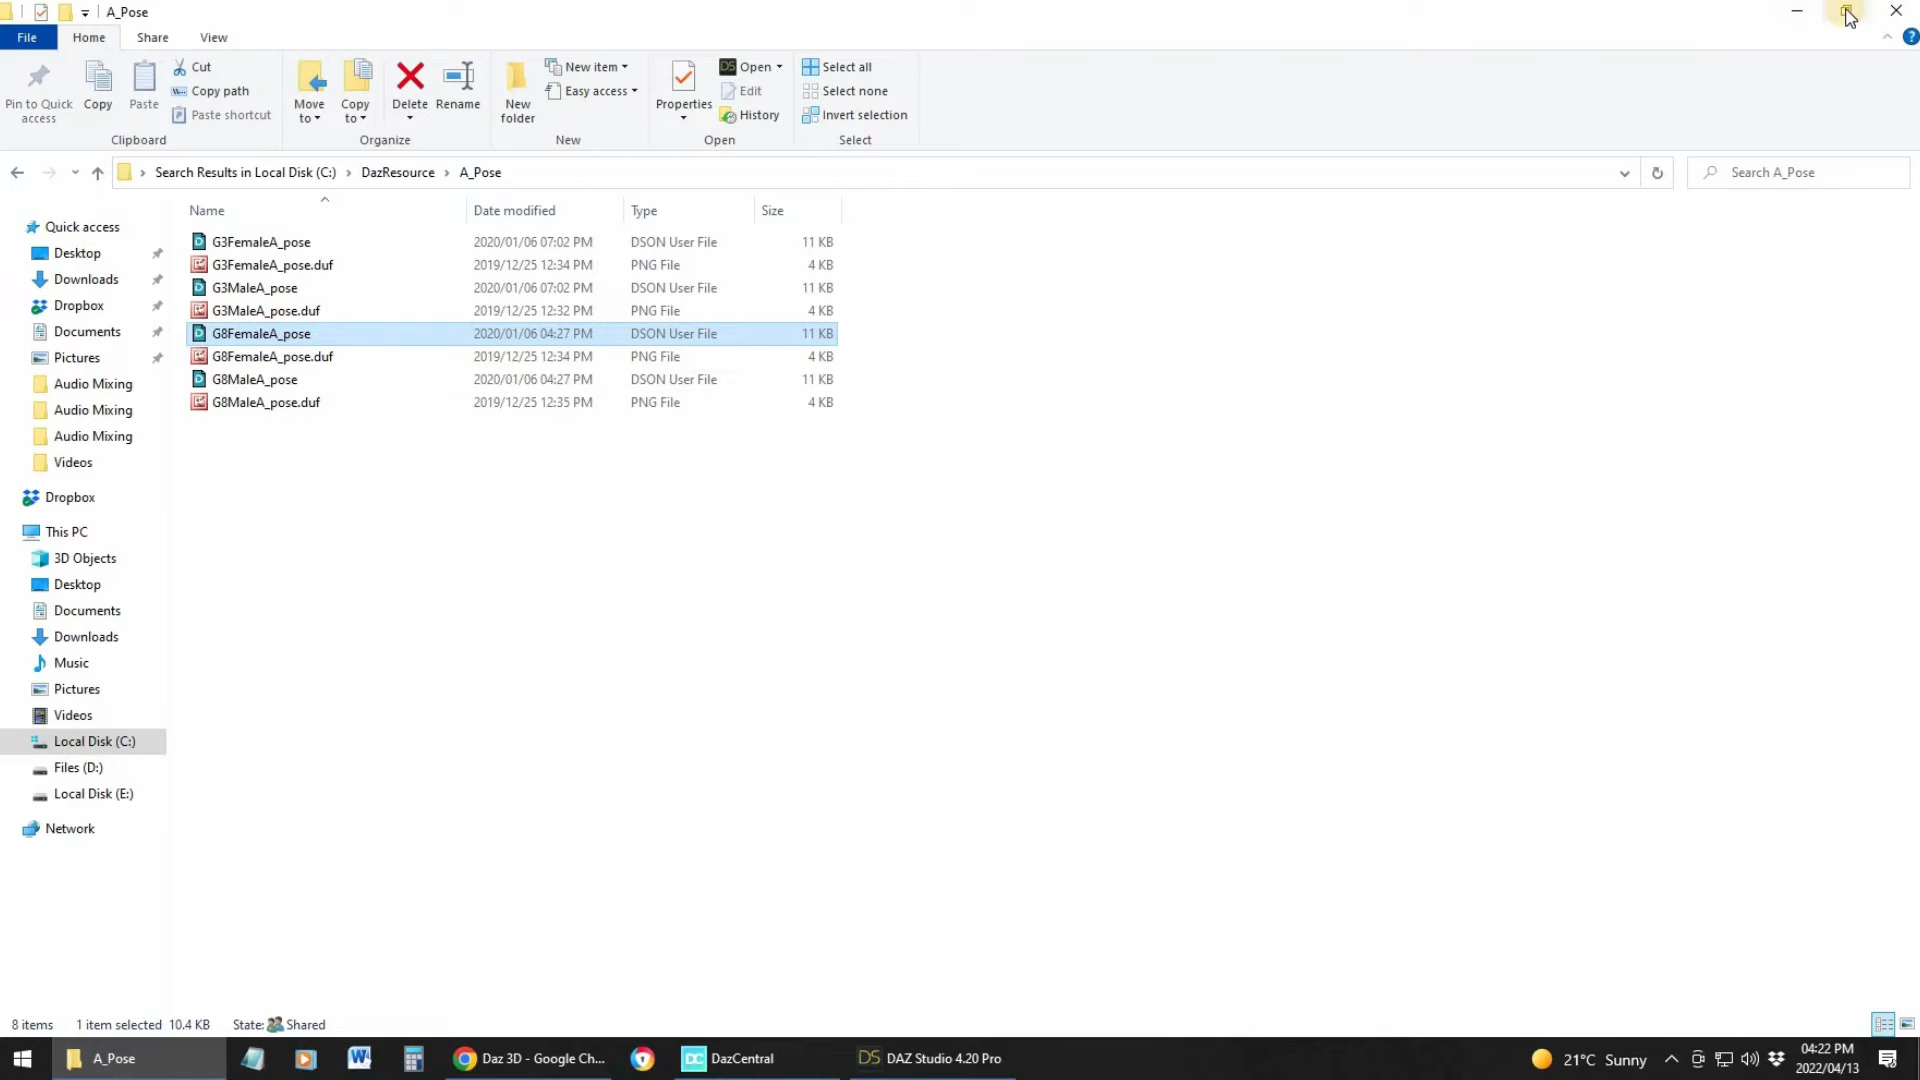 A_Pose
File Home Share View
Pin to Quick access
Copy
Paste
Cut
Copy path
Paste shortcut
Clipboard
Move to
Copy to
Delete
Rename
Organize
New folder
New item
Easy access
New
Properties
Open
Edit
History
Open
Select all
Select none
Invert selection
Select
Search Results in Local Disk (C:) > DazResource > A_Pose
Search A_Pose
Name Date modified Type Size
G3FemaleA_pose 2020/01/06 07:02 PM DSON User File 11 KB
G3FemaleA_pose.duf 2019/12/25 12:34 PM PNG File 4 KB
G3MaleA_pose 2020/01/06 07:02 PM DSON User File 11 KB
G3MaleA_pose.duf 2019/12/25 12:32 PM PNG File 4 KB
G8FemaleA_pose 2020/01/06 04:27 PM DSON User File 11 KB
G8FemaleA_pose.duf 2019/12/25 12:34 PM PNG File 4 KB
G8MaleA_pose 2020/01/06 04:27 PM DSON User File 11 KB
G8MaleA_pose.duf 2019/12/25 12:35 PM PNG File 4 KB
Quick access
Desktop
Downloads
Dropbox
Documents
Pictures
Audio Mixing
Audio Mixing
Audio Mixing
Videos
Dropbox
This PC
3D Objects
Desktop
Documents
Downloads
Music
Pictures
Videos
Local Disk (C:)
Files (D:)
Local Disk (E:)
Network
8 items 1 item selected 10.4 KB State: Shared
A_Pose
Daz 3D - Google Ch...
DC DazCentral
DS DAZ Studio 4.20 Pro
21°C Sunny
04:22 PM
2022/04/13